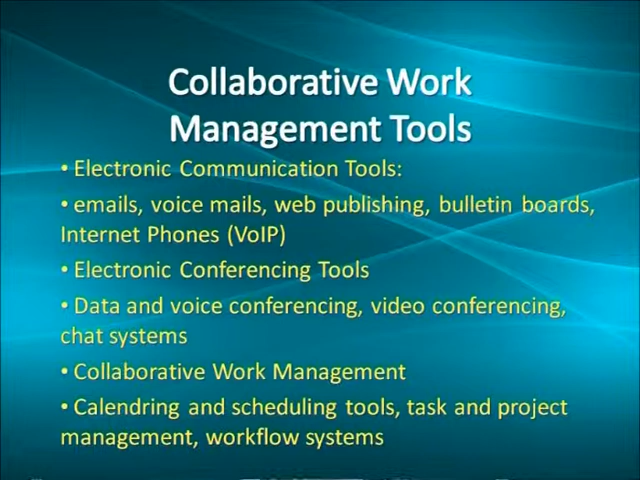 Collaborative Work
Management Tools
• Electronic Communication Tools:
• emails, voice mails, web publishing, bulletin boards,
Internet Phones (VoIP)
• Electronic Conferencing Tools
• Data and voice conferencing, video conferencing,
chat systems
• Collaborative Work Management
• Calendring and scheduling tools, task and project
management, workflow systems